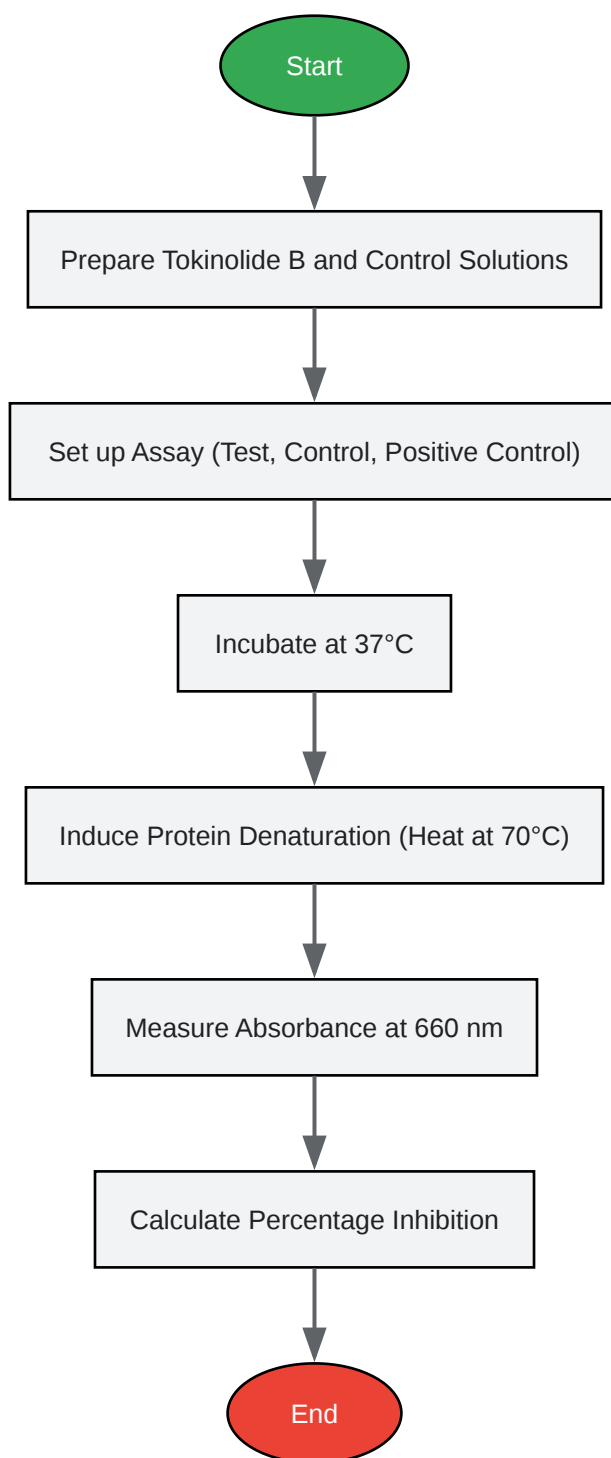 Start
Prepare Tokinolide B and Control Solutions
Set up Assay (Test, Control, Positive Control)
Incubate at 37°C
Induce Protein Denaturation (Heat at 70°C)
Measure Absorbance at 660 nm
Calculate Percentage Inhibition
End